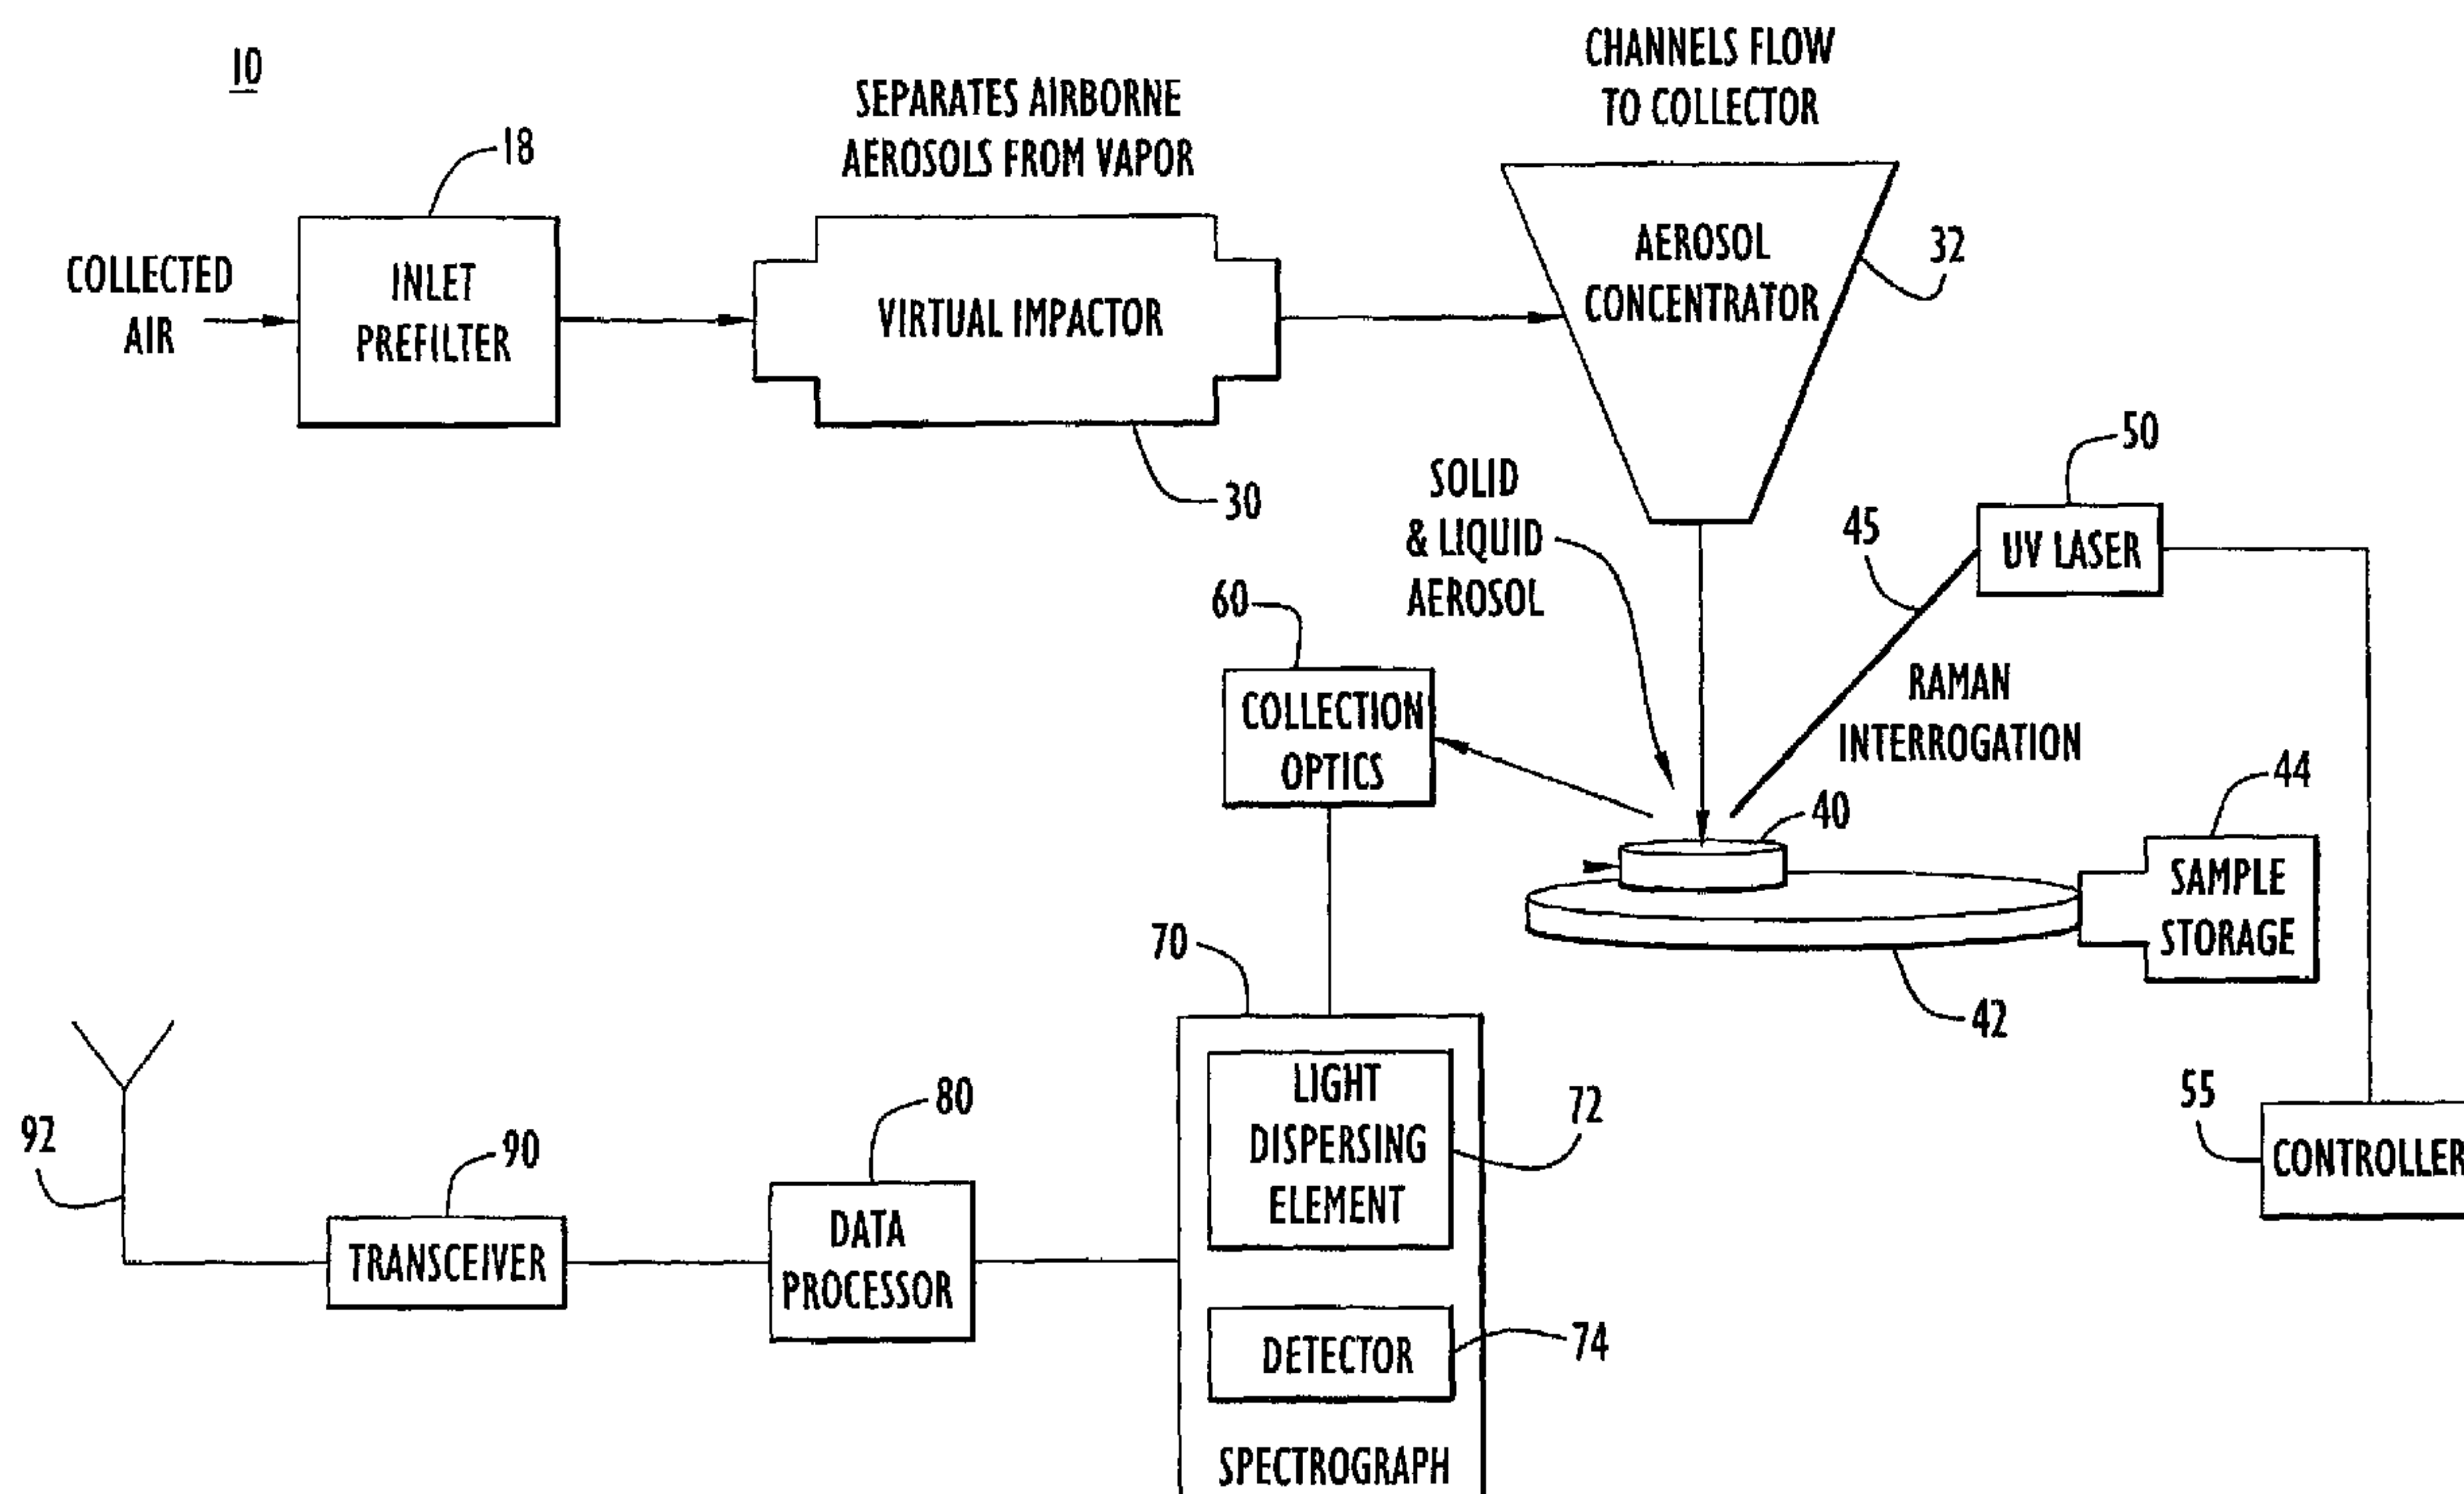 10
18
COLLECTED
AIR
INLET
PREFILTER
SEPARATES AIRBORNE
AEROSOLS FROM VAPOR
VIRTUAL IMPACTOR
30
CHANNELS FLOW
TO COLLECTOR
AEROSOL
CONCENTRATOR
32
SOLID
& LIQUID
AEROSOL
45
50
UV LASER
60
COLLECTION
OPTICS
RAMAN
INTERROGATION
40
44
SAMPLE
STORAGE
42
55
CONTROLLER
70
LIGHT
DISPERSING
ELEMENT
72
DETECTOR
74
SPECTROGRAPH
80
DATA
PROCESSOR
90
TRANSCEIVER
92